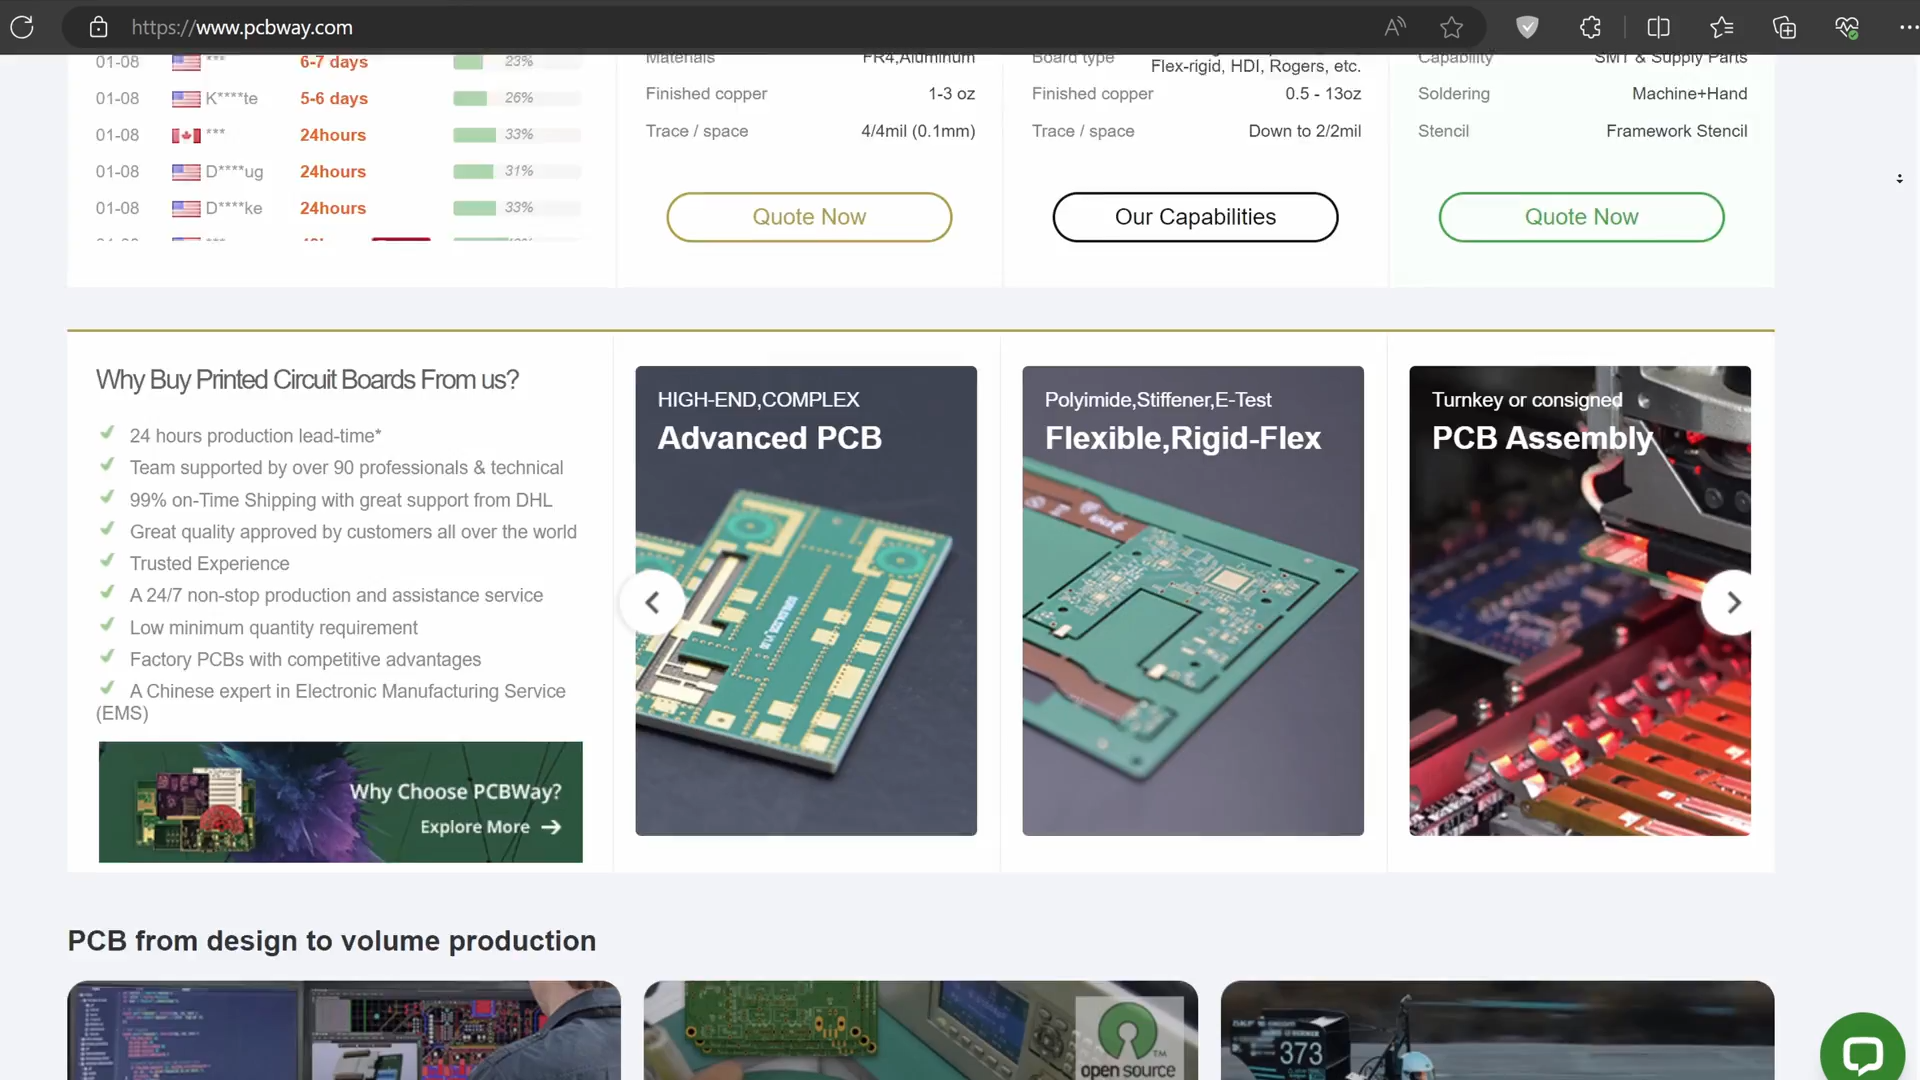 https://www.pcbway.com
01-08 *** 6-7 days 23%
01-08 K****te 5-6 days 26%
01-08 *** 24hours 33%
01-08 D****ug 24hours 31%
01-08 D****ke 24hours 33%
Materials FR4,Aluminum
Finished copper 1-3 oz
Trace / space 4/4mil (0.1mm)
Quote Now
Board type Flex-rigid, HDI, Rogers, etc.
Finished copper 0.5 - 13oz
Trace / space Down to 2/2mil
Our Capabilities
Capability SMT & Supply Parts
Soldering Machine+Hand
Stencil Framework Stencil
Quote Now
Why Buy Printed Circuit Boards From us?
24 hours production lead-time*
Team supported by over 90 professionals & technical
99% on-Time Shipping with great support from DHL
Great quality approved by customers all over the world
Trusted Experience
A 24/7 non-stop production and assistance service
Low minimum quantity requirement
Factory PCBs with competitive advantages
A Chinese expert in Electronic Manufacturing Service
(EMS)
Why Choose PCBWay?
Explore More
HIGH-END,COMPLEX
Advanced PCB
Polyimide,Stiffener,E-Test
Flexible,Rigid-Flex
Turnkey or consigned
PCB Assembly
PCB from design to volume production
TM
open source
373